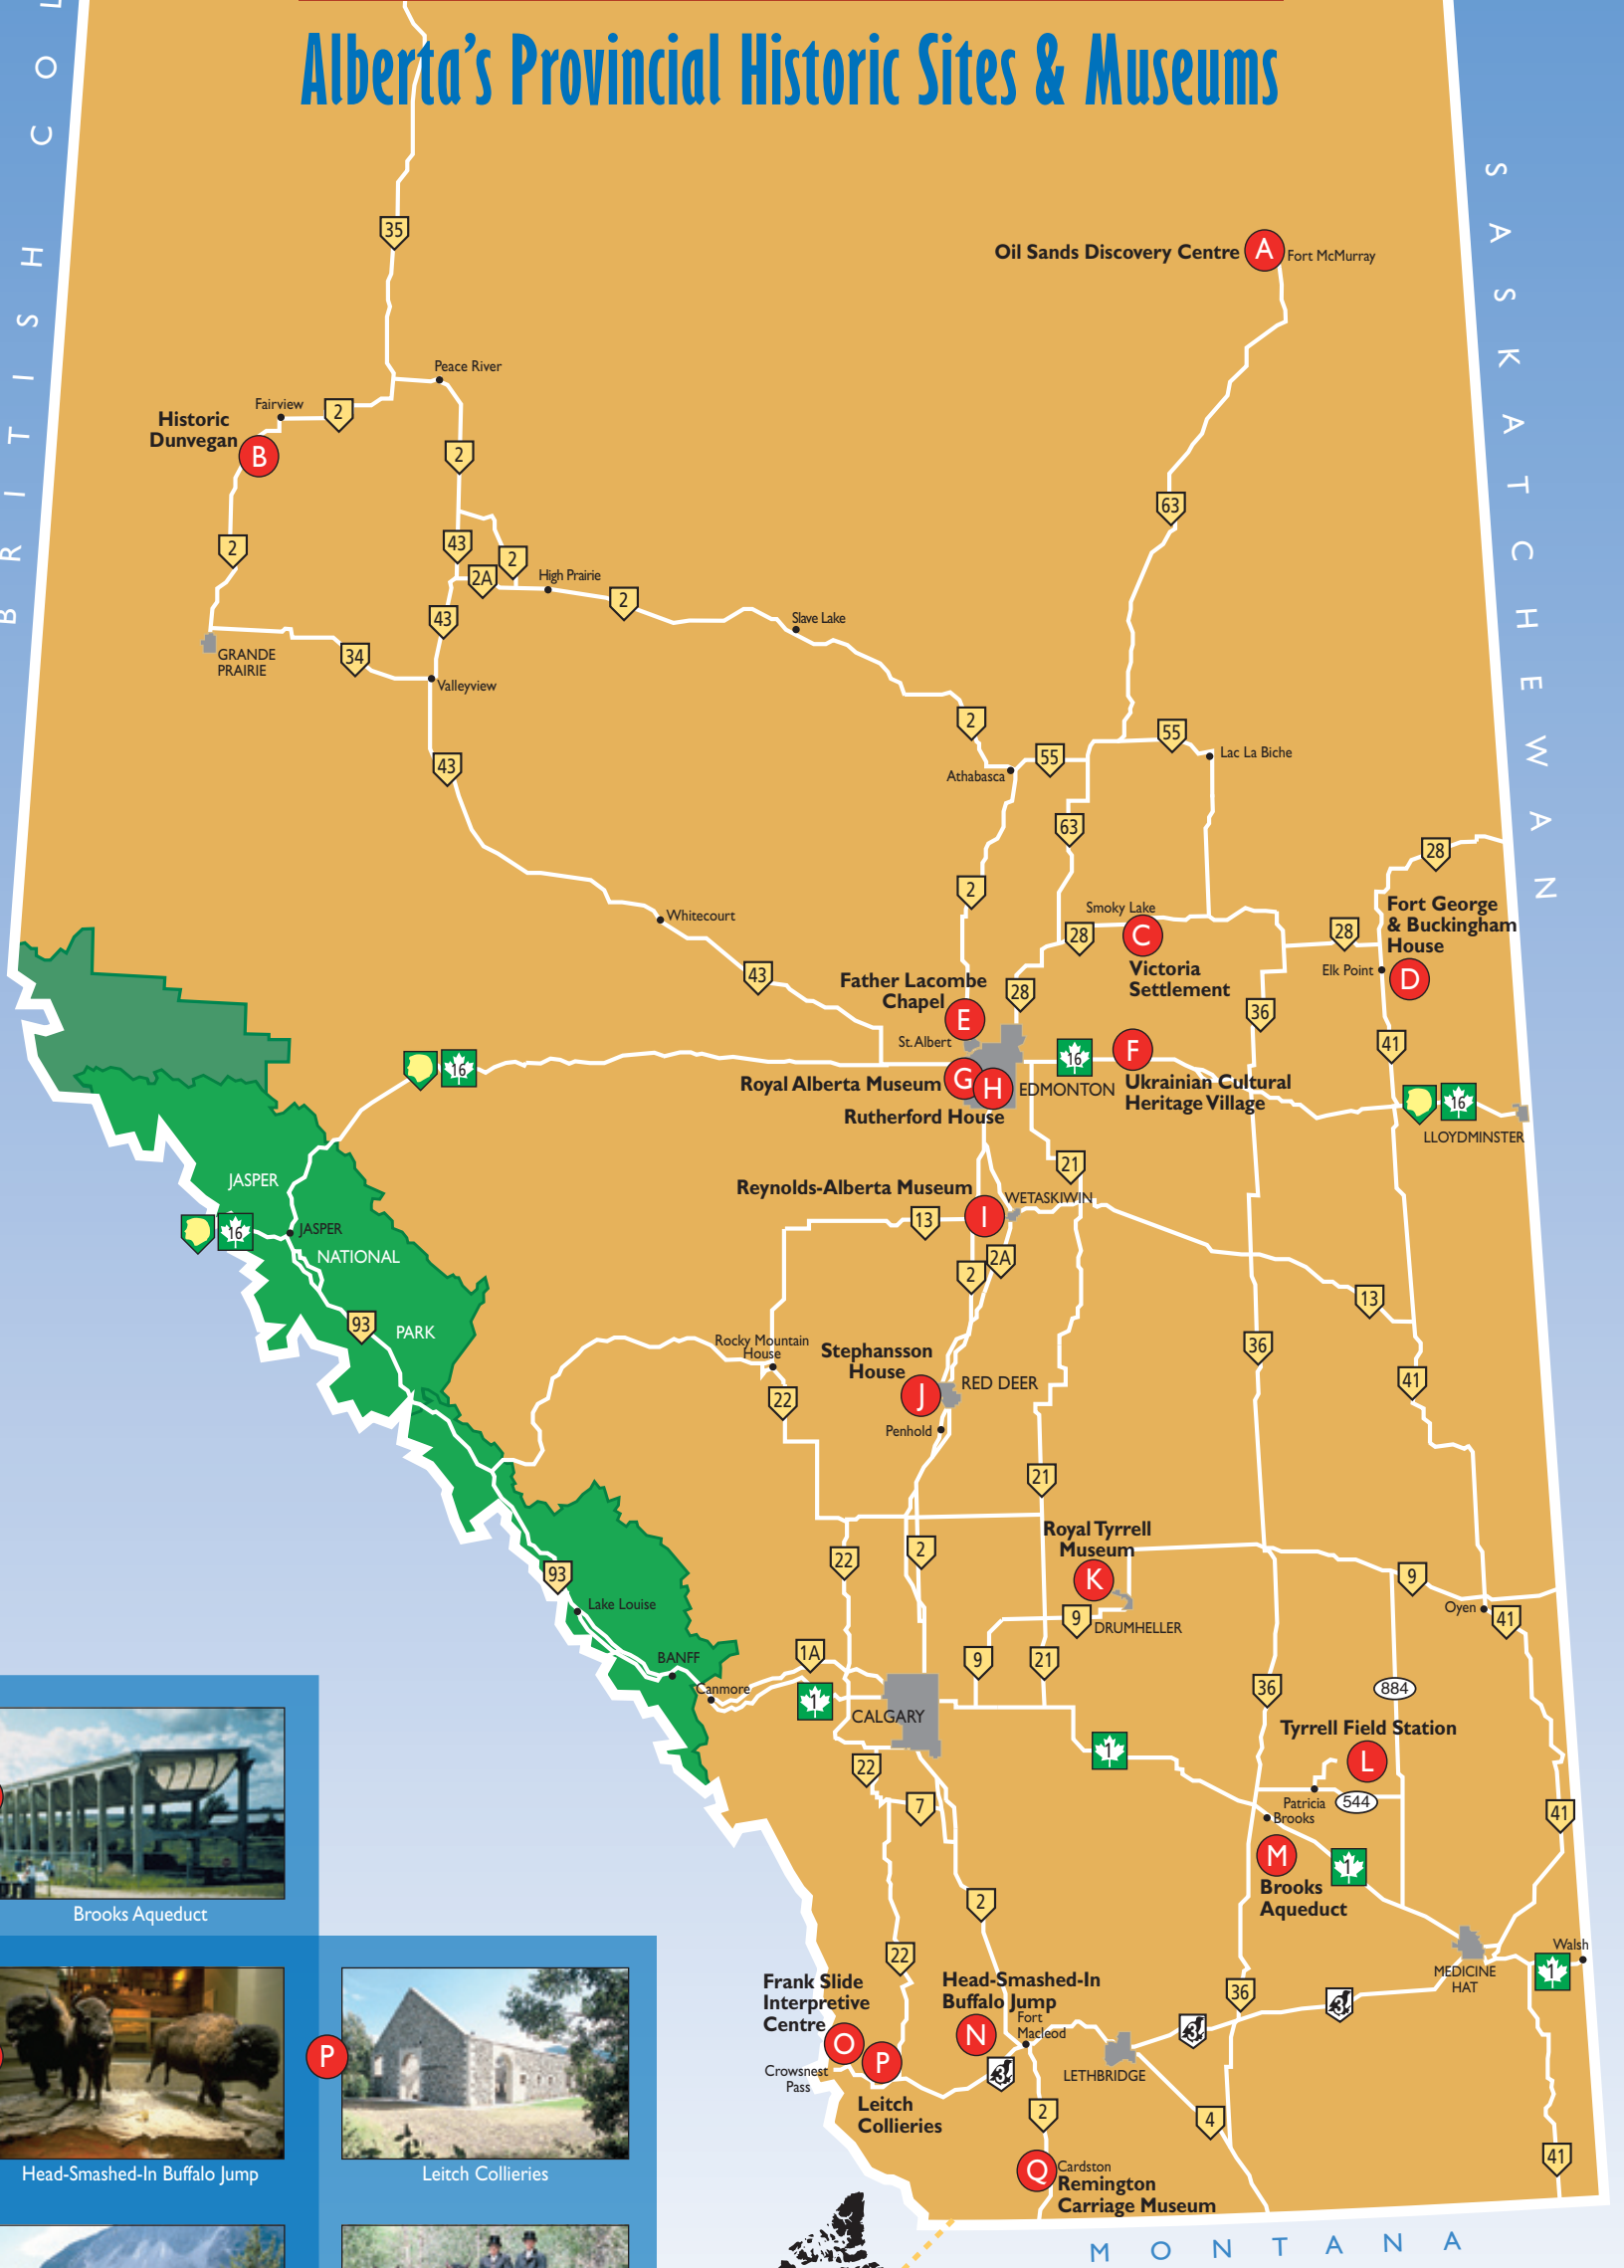 Alberta's Provincial Historic Sites & Museums
BRITISH COL
SASKATCHEWAN
35
Oil Sands Discovery Centre
A
Fort McMurray
Peace River
Fairview
2
Historic
Dunvegan
B
2
63
2
43
2
2A
High Prairie
2
43
Slave Lake
GRANDE
PRAIRIE
34
Valleyview
2
55
55
Lac La Biche
43
Athabasca
63
28
2
Whitecourt
Smoky Lake
28
C
Victoria
Settlement
28
Fort George
& Buckingham
House
Elk Point
D
43
Father Lacombe
Chapel
E
28
36
St. Albert
41
16
16
F
Ukrainian Cultural
Heritage Village
Royal Alberta Museum
G
H
EDMONTON
Rutherford House
16
LLOYDMINSTER
21
JASPER
Reynolds-Alberta Museum
I
WETASKIWIN
16
JASPER
13
NATIONAL
2A
2
13
93
PARK
Rocky Mountain
House
Stephansson
House
36
22
J
RED DEER
41
Penhold
21
Royal Tyrrell
Museum
22
2
K
93
9
Lake Louise
9
DRUMHELLER
Oyen
41
BANFF
1A
9
21
Canmore
1
CALGARY
36
884
Tyrrell Field Station
1
L
22
Patricia
544
7
Brooks
41
M
1
Brooks
Aqueduct
Brooks Aqueduct
2
22
MEDICINE
HAT
Walsh
1
Frank Slide
Interpretive
Centre
Head-Smashed-In
Buffalo Jump
36
3
Fort
Macleod
N
3
O
P
Crowsnest
Pass
3
LETHBRIDGE
P
Leitch
Collieries
2
4
41
Head-Smashed-In Buffalo Jump
Leitch Collieries
Q
Cardston
Remington
Carriage Museum
MONTANA